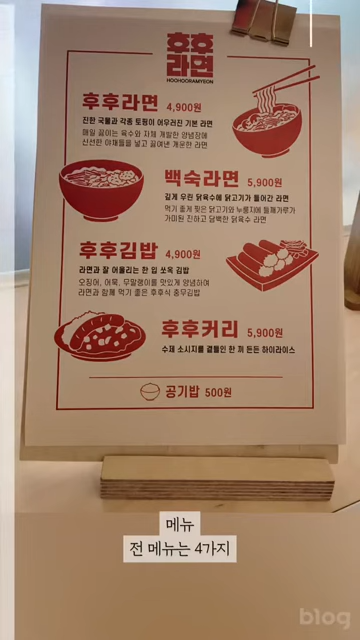 후후
라면
HOOHOORAMYEON
후후라면 4,900원
진한 국물과 각종 토핑이 어우러진 기본 라면
매일 끓이는 육수와 자체 개발한 양념장에
신선한 야채들을 넣고 끓여낸 개운한 라면
백숙라면 5,900원
깊게 우린 닭육수에 닭고기가 들어간 라면
먹기 좋게 찢은 닭고기와 누룽지에 들깨가루가
가미된 진하고 담백한 닭육수 라면
후후김밥 4,900원
라면과 잘 어울리는 한 입 쏘옥 김밥
오징어, 어묵, 무말랭이를 맛있게 양념하여
라면과 함께 먹기 좋은 후후식 충무김밥
후후커리 5,900원
수제 소시지를 곁들인 한 끼 든든 하이라이스
공기밥 500원
메뉴
전 메뉴는 4가지
blog